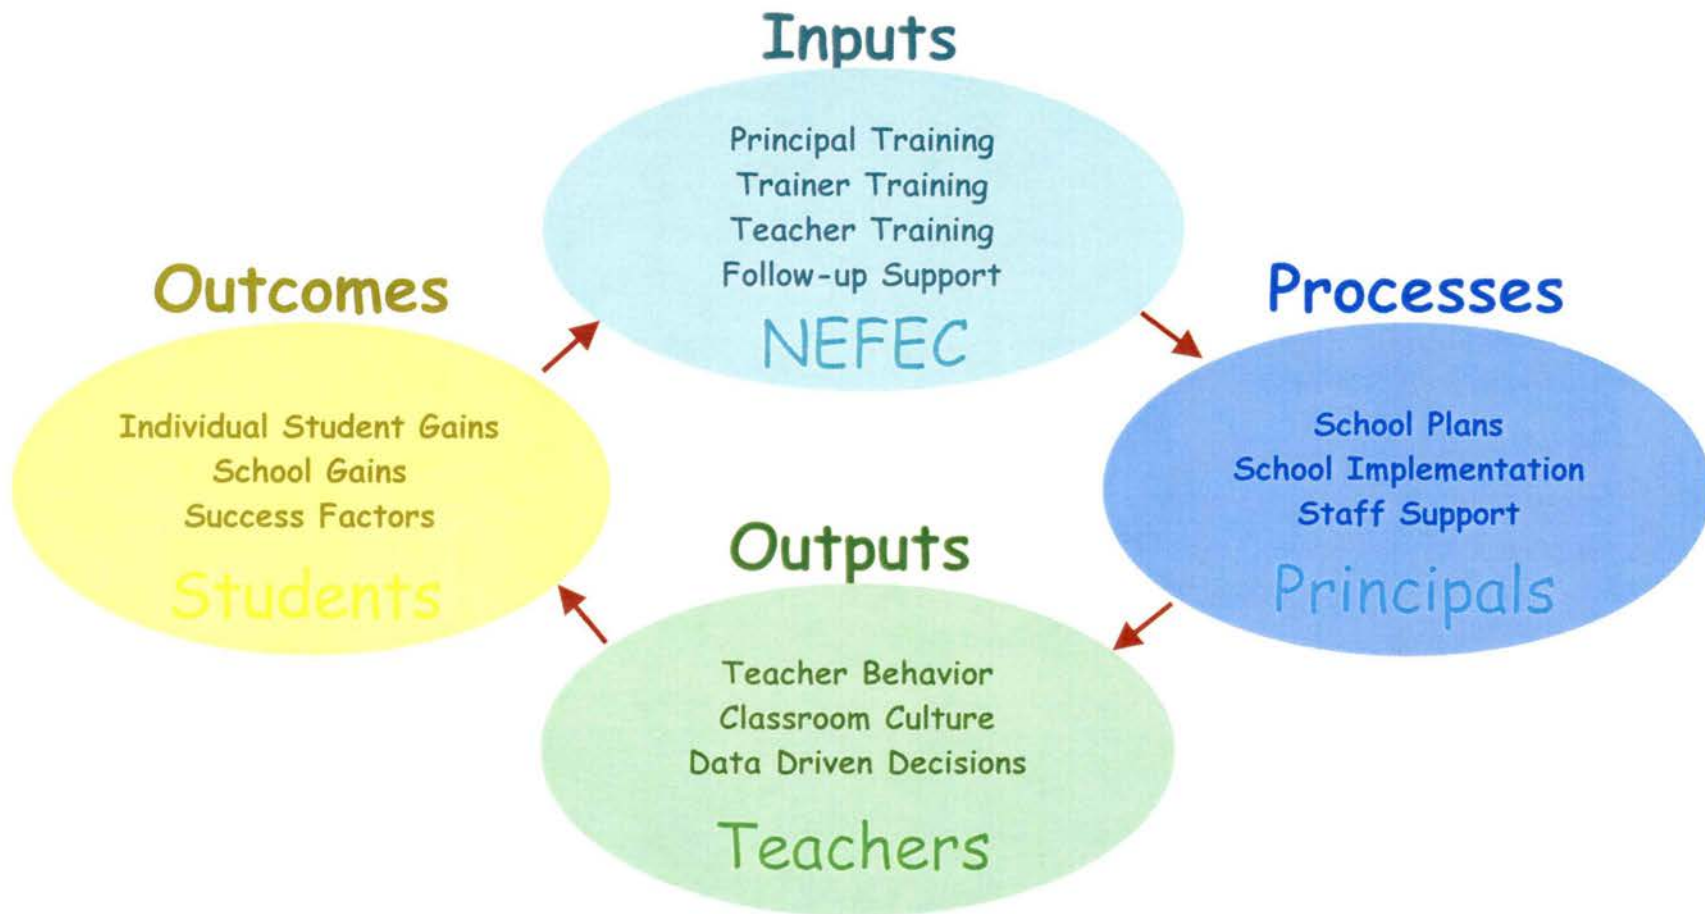 Inputs
Principal Training
Trainer Training
Teacher Training
Follow-up Support
NEFEC
Processes
School Plans
School Implementation
Staff Support
Principals
Outputs
Teacher Behavior
Classroom Culture
Data Driven Decisions
Teachers
Outcomes
Individual Student Gains
School Gains
Success Factors
Students